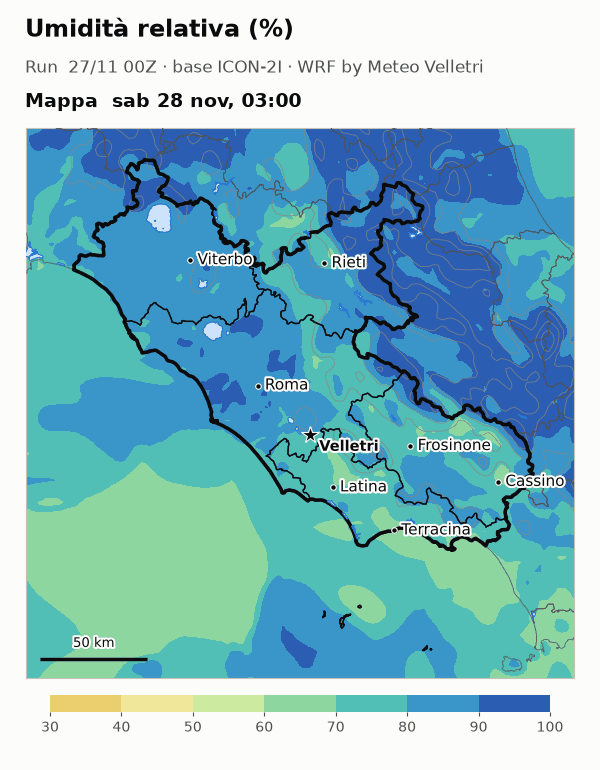 Umidità relativa (%)
Run  27/11 00Z · base ICON-2I · WRF by Meteo Velletri
Mappa  sab 28 nov, 03:00
Viterbo
Rieti
Roma
Velletri
Frosinone
Latina
Cassino
Terracina
50 km
30 40 50 60 70 80 90 100